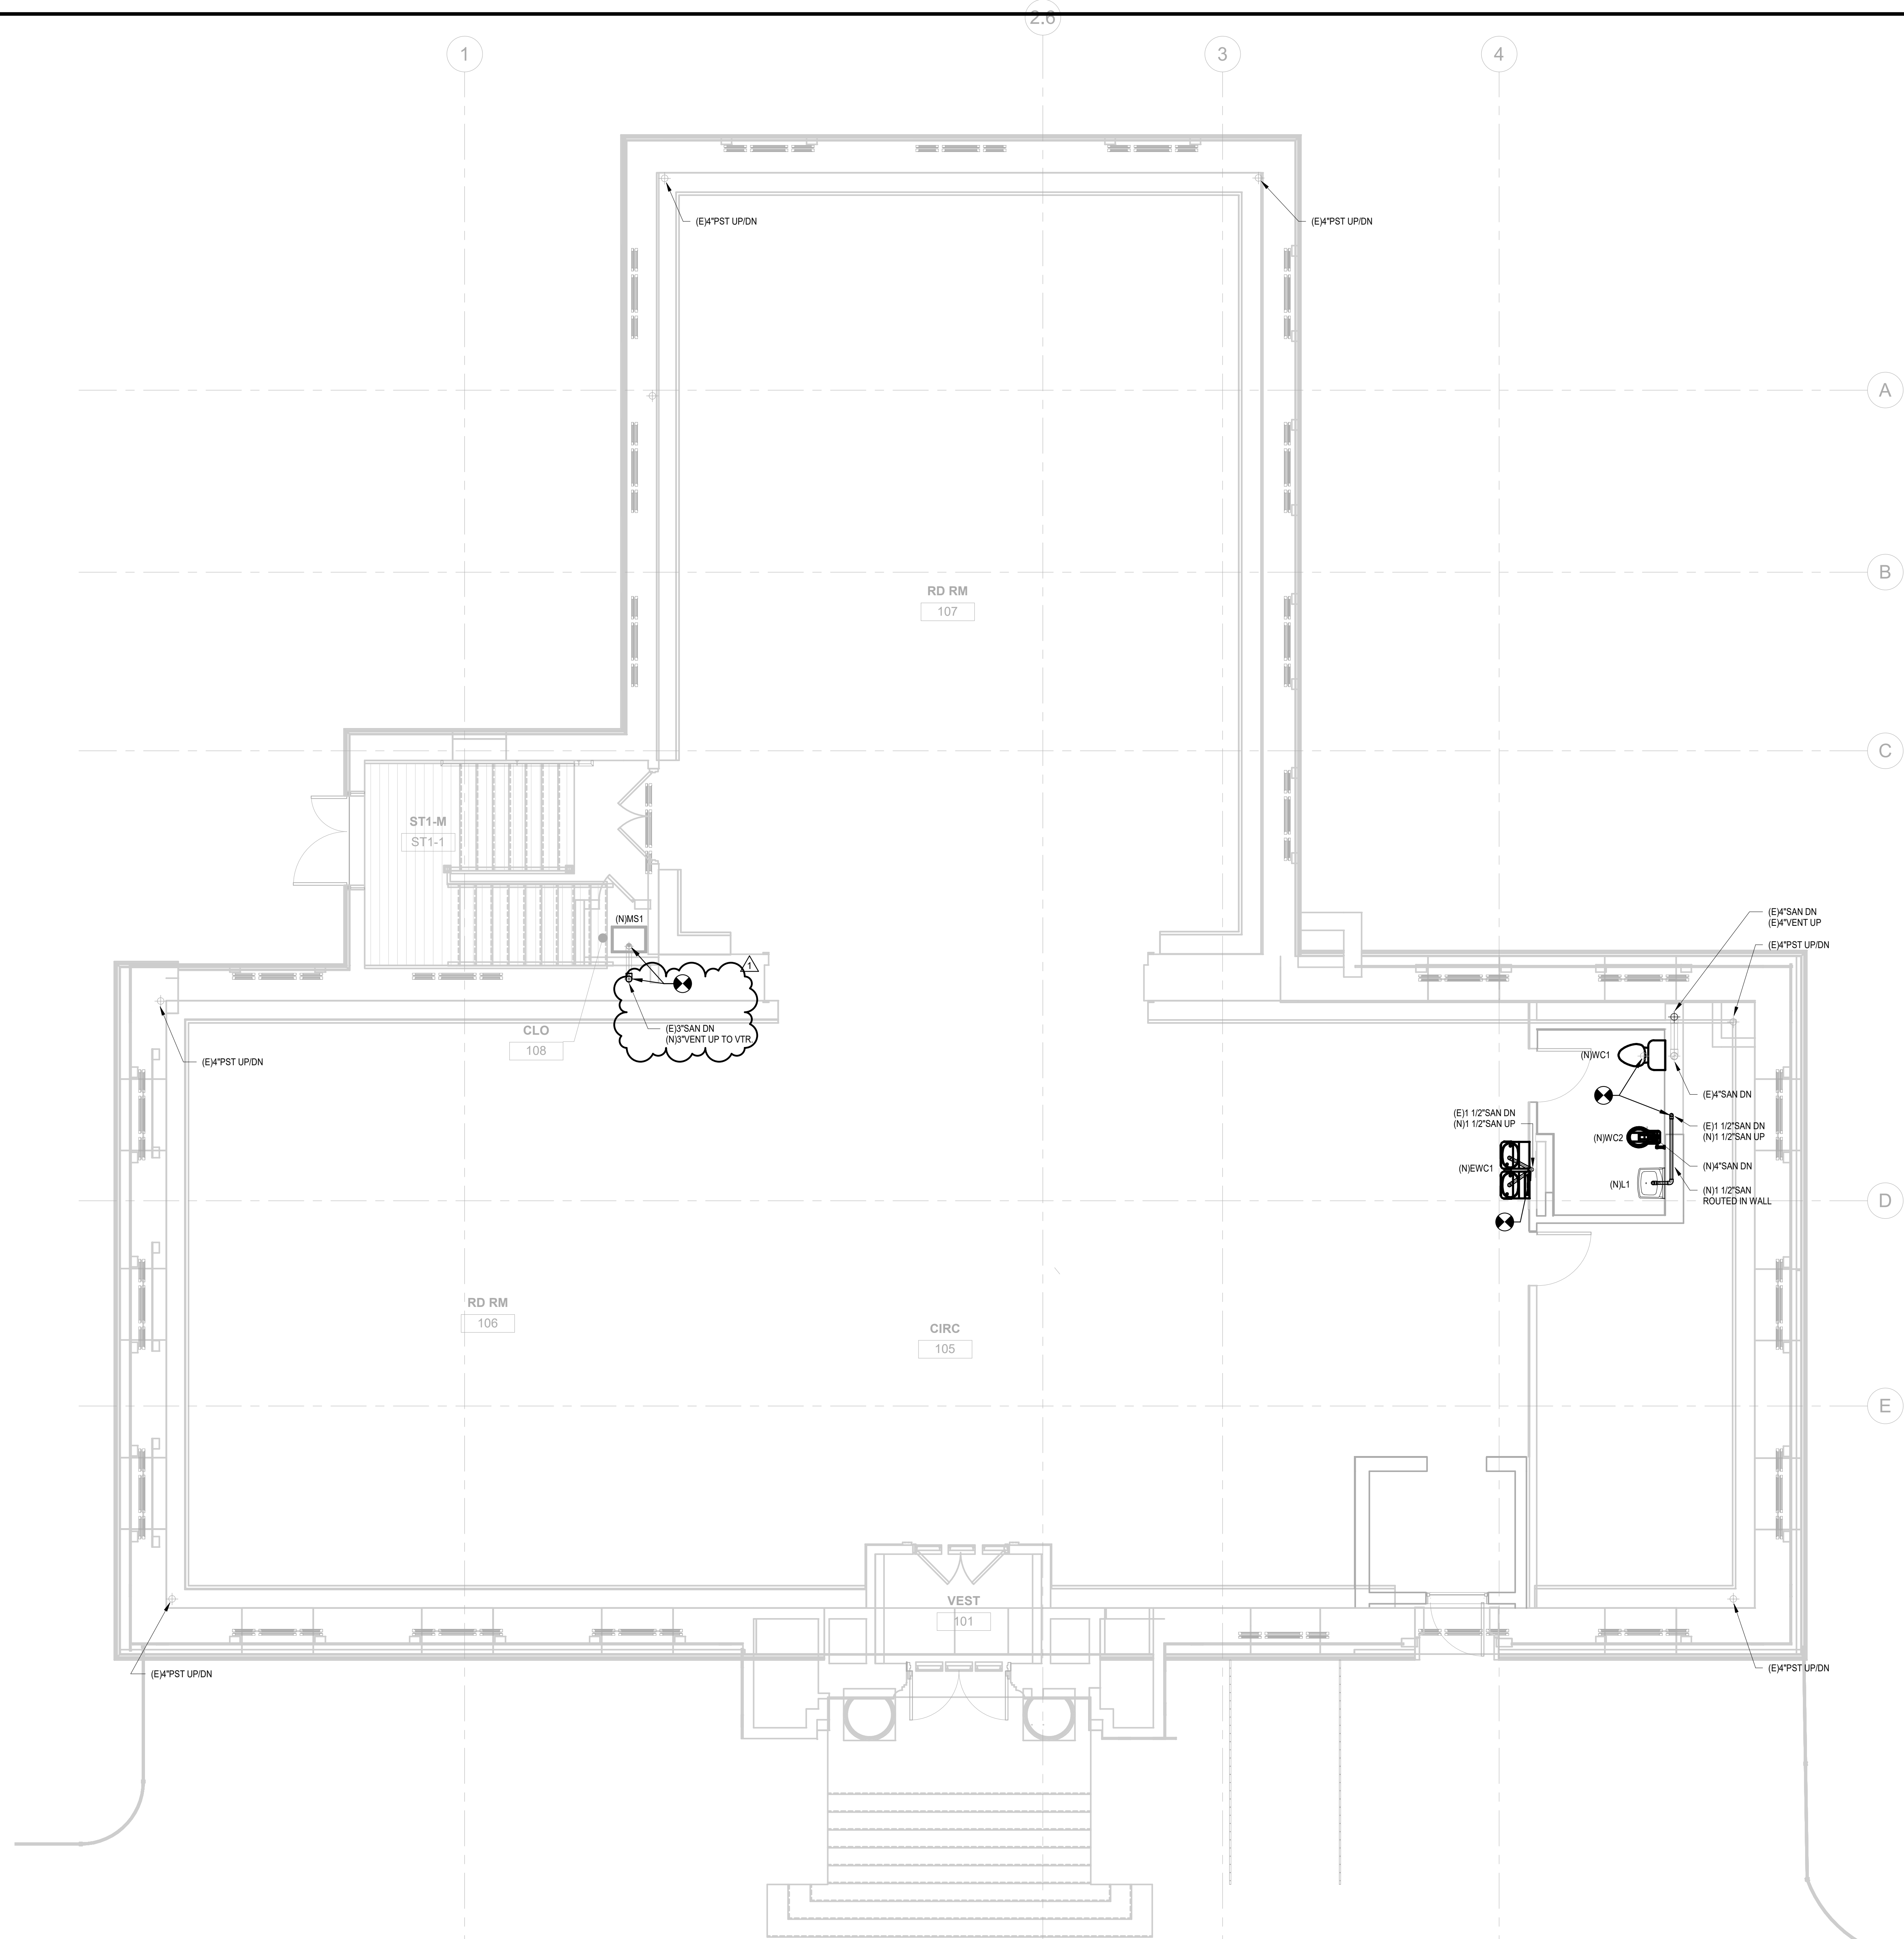 2.6
1
3
4
(E)4"PST UP/DN
(E)4"PST UP/DN
A
B
RD RM
107
C
ST1-M
ST1-1
(N)MS1
1
(E)4"SAN DN
(E)4"VENT UP
(E)4"PST UP/DN
CLO
108
(E)3"SAN DN
(N)3"VENT UP TO VTR.
(E)4"PST UP/DN
(N)WC1
(E)4"SAN DN
(E)1 1/2"SAN DN
(N)1 1/2"SAN UP
(E)1 1/2"SAN DN
(N)1 1/2"SAN UP
(N)WC2
(N)EWC1
(N)4"SAN DN
(N)L1
(N)1 1/2"SAN
ROUTED IN WALL
D
RD RM
106
CIRC
105
E
VEST
101
(E)4"PST UP/DN
(E)4"PST UP/DN